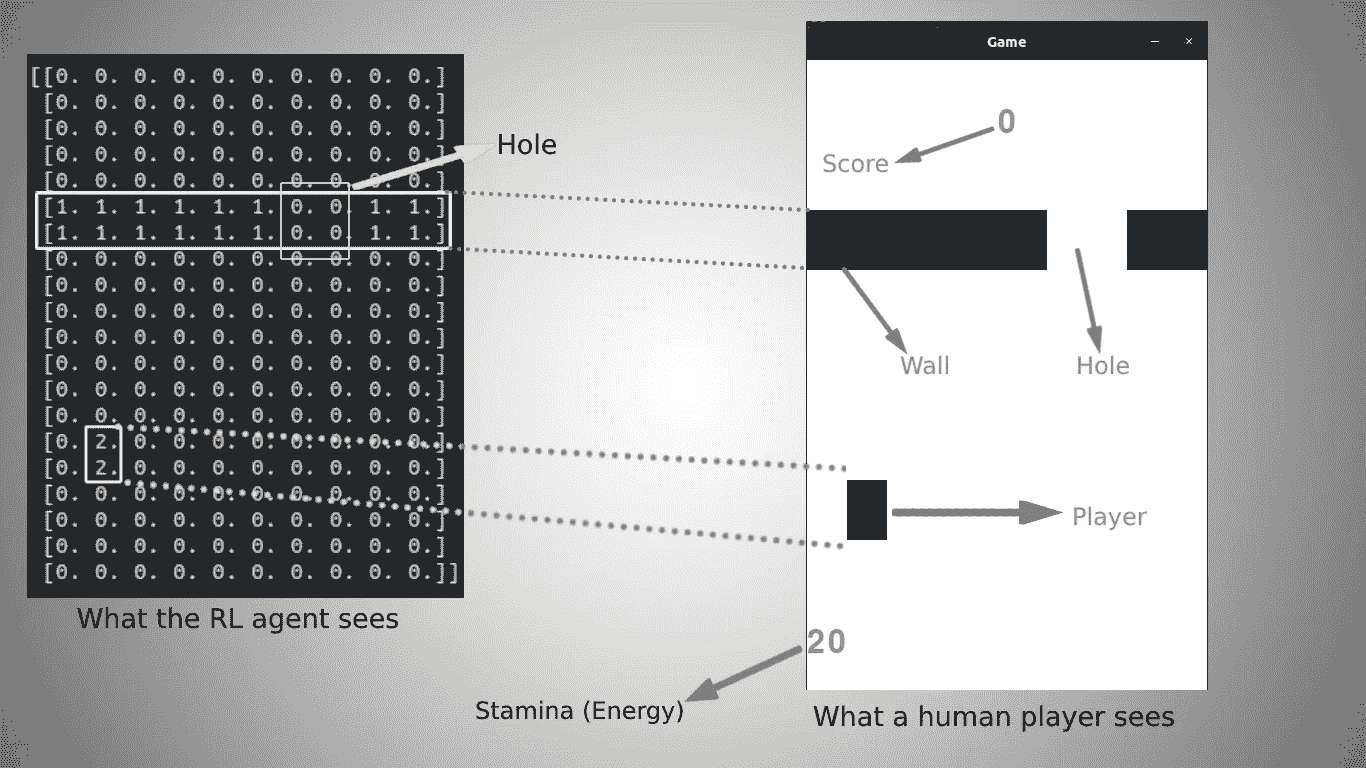 [[0. 0. 0. 0. 0. 0. 0. 0. 0. 0.]
[0. 0. 0. 0. 0. 0. 0. 0. 0. 0.]
[0. 0. 0. 0. 0. 0. 0. 0. 0. 0.]
[0. 0. 0. 0. 0. 0. 0. 0. 0. 0.]
[0. 0. 0. 0. 0. 0. 0. 0. 0. 0.]
[1. 1. 1. 1. 1. 1. 0. 0. 1. 1.]
[1. 1. 1. 1. 1. 1. 0. 0. 1. 1.]
[0. 0. 0. 0. 0. 0. 0. 0. 0. 0.]
[0. 0. 0. 0. 0. 0. 0. 0. 0. 0.]
[0. 0. 0. 0. 0. 0. 0. 0. 0. 0.]
[0. 0. 0. 0. 0. 0. 0. 0. 0. 0.]
[0. 0. 0. 0. 0. 0. 0. 0. 0. 0.]
[0. 0. 0. 0. 0. 0. 0. 0. 0. 0.]
[0. 0. 0. 0. 0. 0. 0. 0. 0. 0.]
[0. 2. 0. 0. 0. 0. 0. 0. 0. 0.]
[0. 2. 0. 0. 0. 0. 0. 0. 0. 0.]
[0. 0. 0. 0. 0. 0. 0. 0. 0. 0.]
[0. 0. 0. 0. 0. 0. 0. 0. 0. 0.]
[0. 0. 0. 0. 0. 0. 0. 0. 0. 0.]
[0. 0. 0. 0. 0. 0. 0. 0. 0. 0.]]
What the RL agent sees
Hole
Game
0
Score
Wall
Hole
Player
20
Stamina (Energy)
What a human player sees